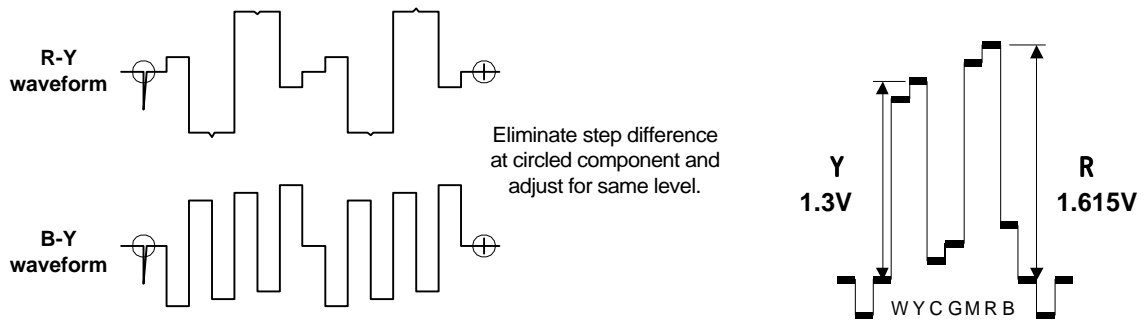 R-Y
waveform
B-Y
waveform
Eliminate step difference
at circled component and
adjust for same level.
Y
1.3V
R
1.615V
W Y C G M R B